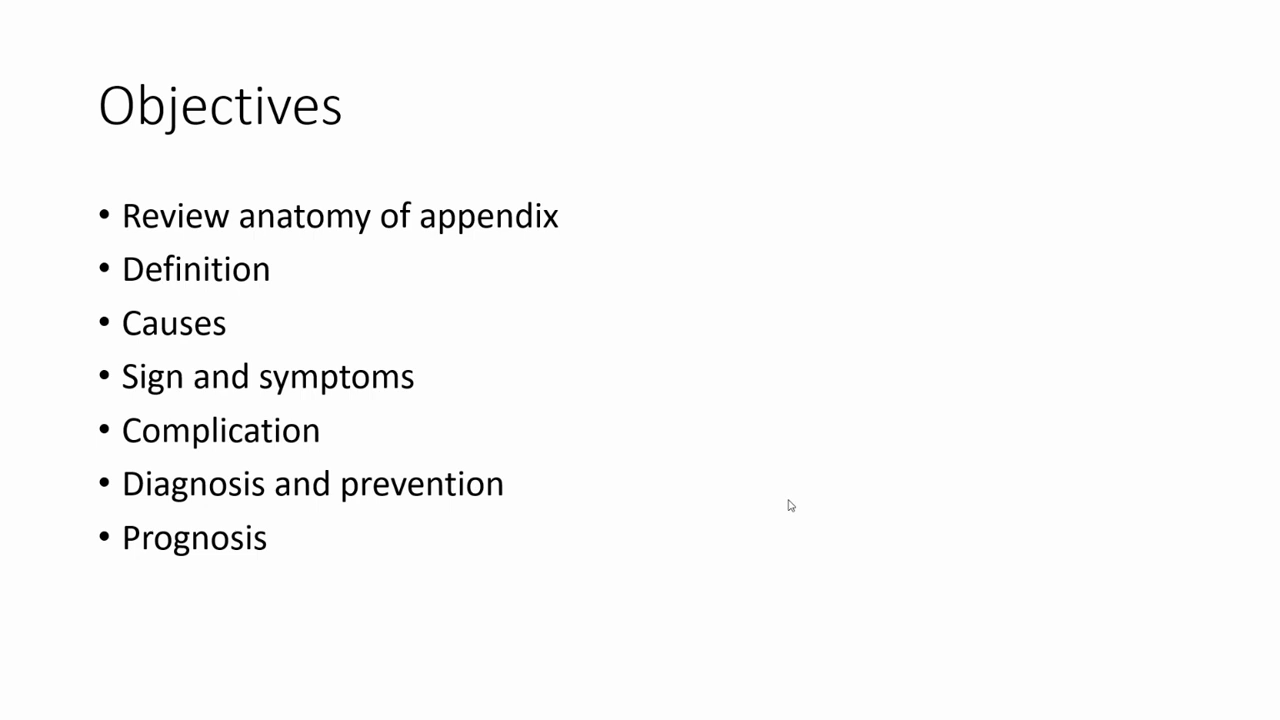 Objectives
• Review anatomy of appendix
• Definition
• Causes
• Sign and symptoms
• Complication
• Diagnosis and prevention
• Prognosis